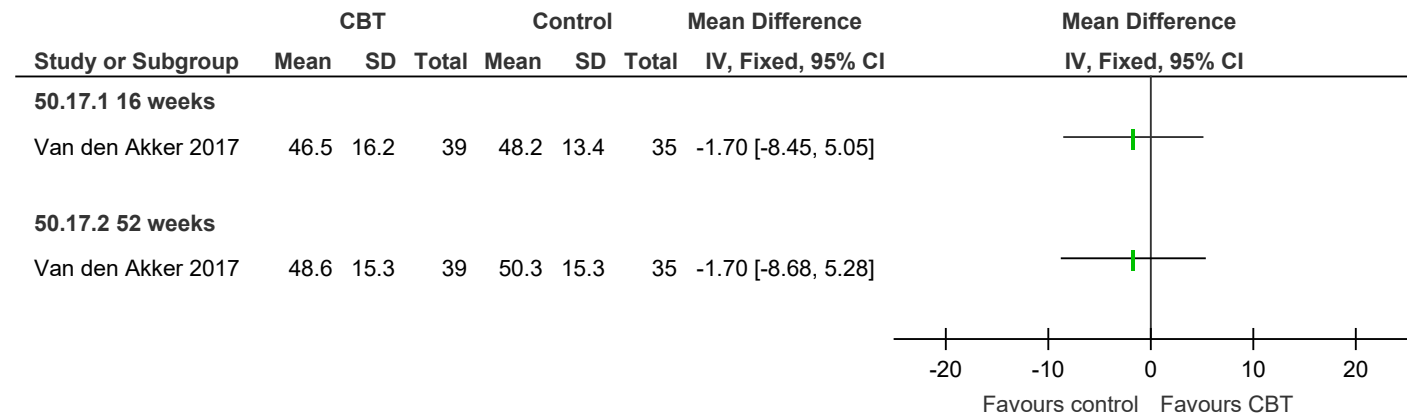 CBT Control Mean Difference Mean Difference
Study or Subgroup Mean SD Total Mean SD Total IV, Fixed, 95% CI IV, Fixed, 95% CI
50.17.1 16 weeks
Van den Akker 2017 46.5 16.2 39 48.2 13.4 35 -1.70 [-8.45, 5.05]
50.17.2 52 weeks
Van den Akker 2017 48.6 15.3 39 50.3 15.3 35 -1.70 [-8.68, 5.28]
-20 -10 0 10 20
Favours control Favours CBT